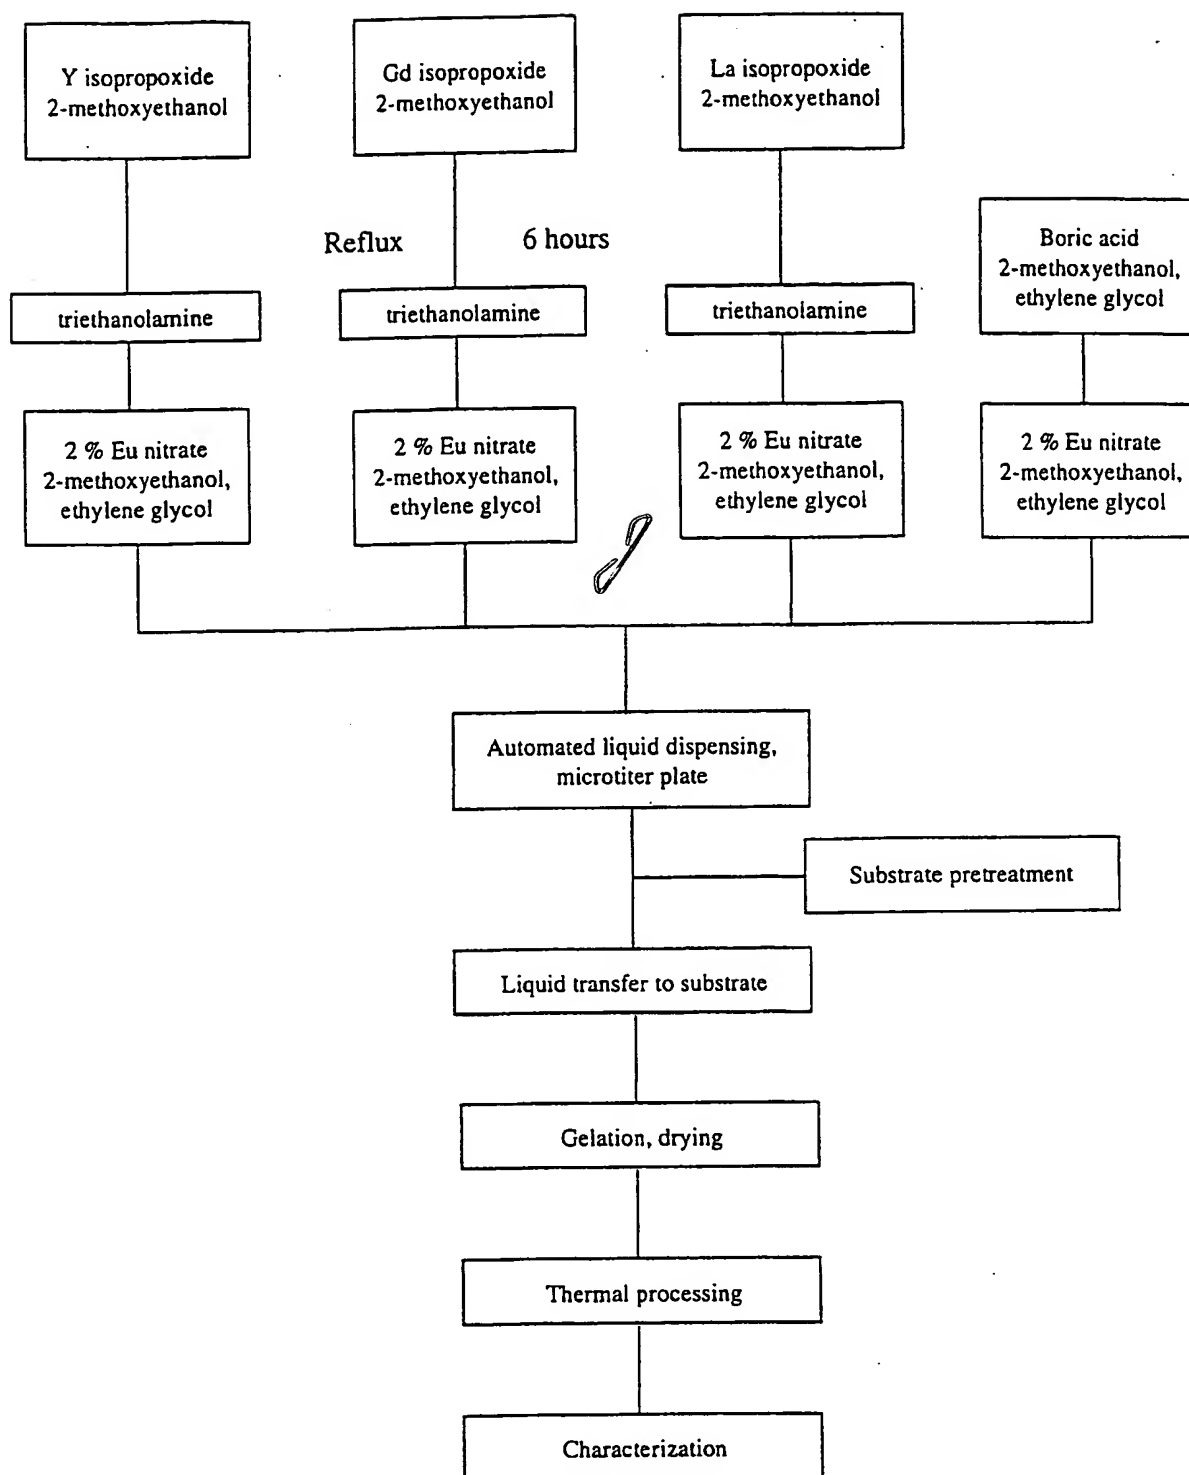 Y isopropoxide
2-methoxyethanol
Gd isopropoxide
2-methoxyethanol
La isopropoxide
2-methoxyethanol
Reflux
6 hours
Boric acid
2-methoxyethanol,
ethylene glycol
triethanolamine
triethanolamine
triethanolamine
2 % Eu nitrate
2-methoxyethanol,
ethylene glycol
2 % Eu nitrate
2-methoxyethanol,
ethylene glycol
2 % Eu nitrate
2-methoxyethanol,
ethylene glycol
2 % Eu nitrate
2-methoxyethanol,
ethylene glycol
Automated liquid dispensing,
microtiter plate
Substrate pretreatment
Liquid transfer to substrate
Gelation, drying
Thermal processing
Characterization